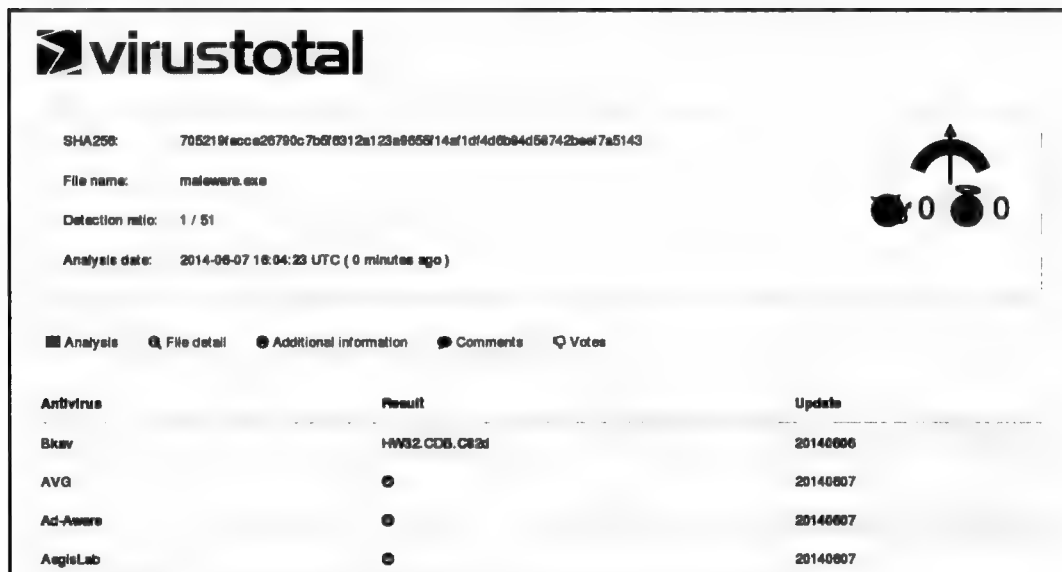 virustotal
SHA256:
File name: maleware.exe
Detection ratio: 1 / 51
Analysis date: 2014-06-07 16:04:23 UTC ( 0 minutes ago )
0 0
Analysis File detail Additional information Comments Votes
Antivirus Result Update
Bkav HW32.CDB.C82d 20140606
AVG 20140607
Ad-Aware 20140607
AegisLab 20140607